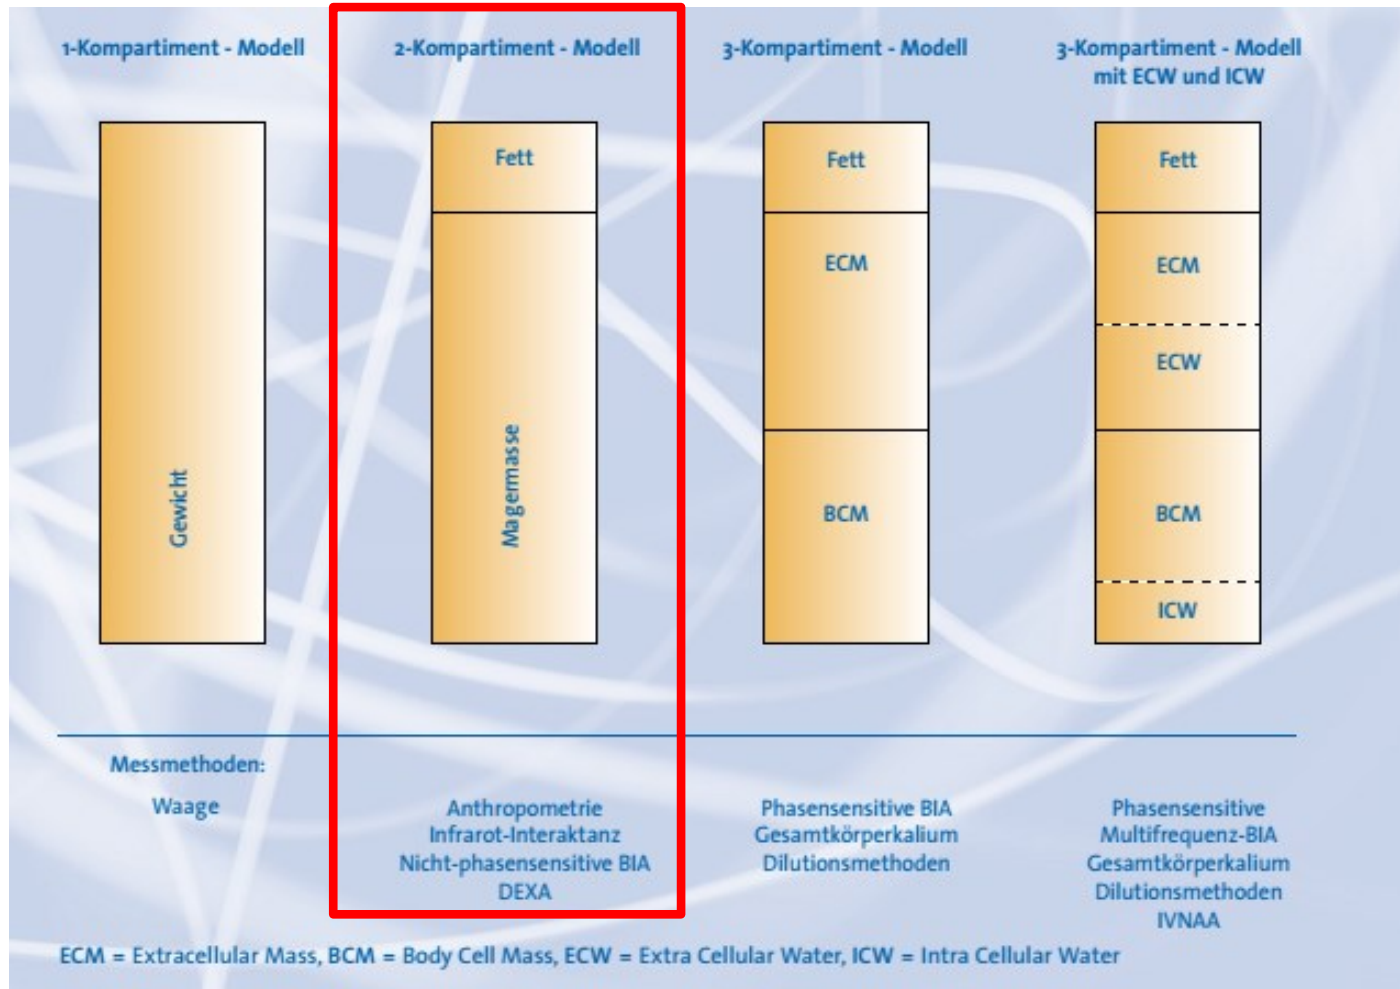 1-Kompartiment - Modell
2-Kompartiment - Modell
3-Kompartiment - Modell
3-Kompartiment - Modell
mit ECW und ICW
Gewicht
Fett
Magermasse
Fett
ECM
BCM
Fett
ECM
ECW
BCM
ICW
Messmethoden:
Waage
Anthropometrie
Infrarot-Interaktanz
Nicht-phasensensitive BIA
DEXA
Phasensensitive BIA
Gesamtkörperkalium
Dilutionsmethoden
Phasensensitive
Multifrequenz-BIA
Gesamtkörperkalium
Dilutionsmethoden
IVNAA
ECM = Extracellular Mass, BCM = Body Cell Mass, ECW = Extra Cellular Water, ICW = Intra Cellular Water